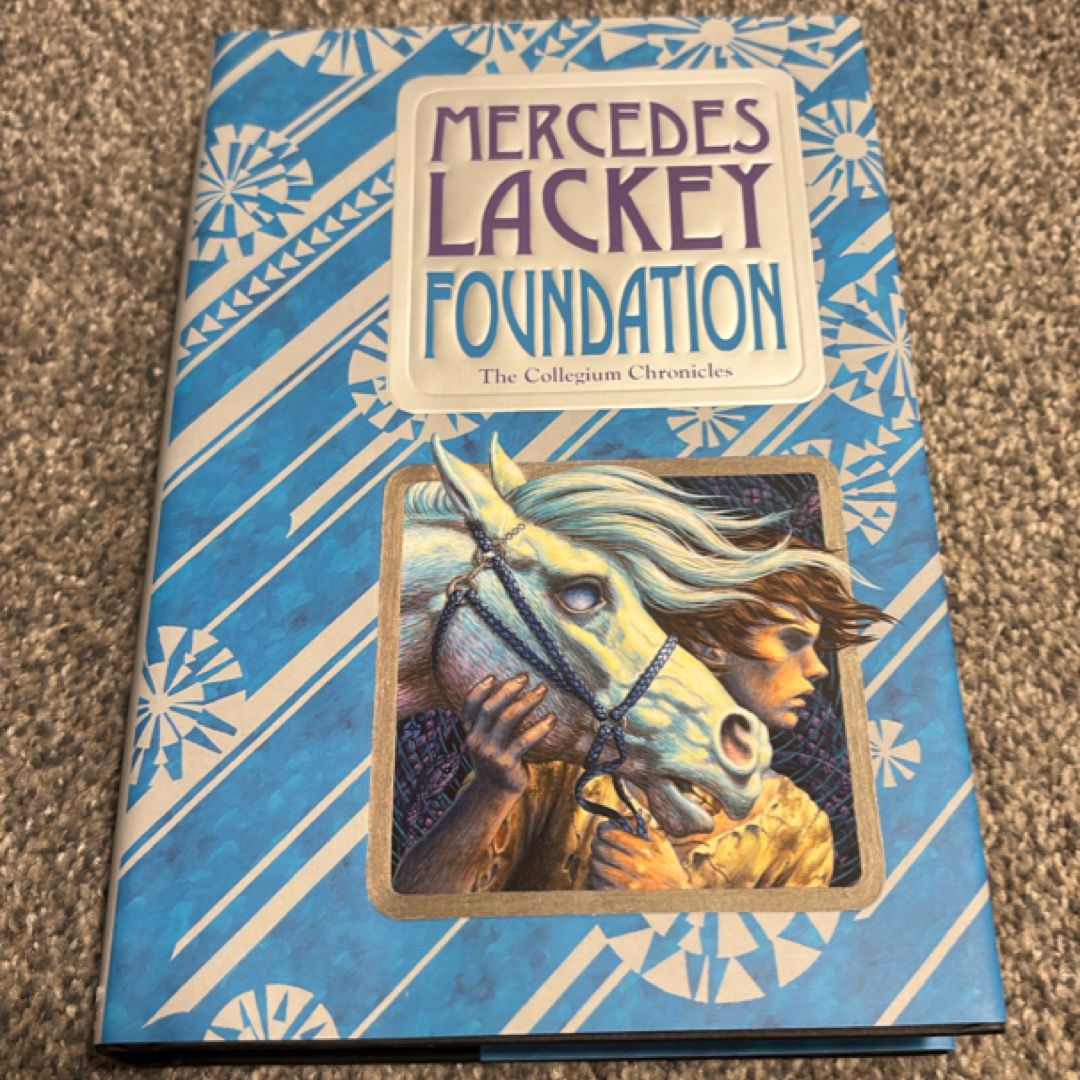 MERCEDES
LACKEY
FOUNDATION
The Collegium Chronicles